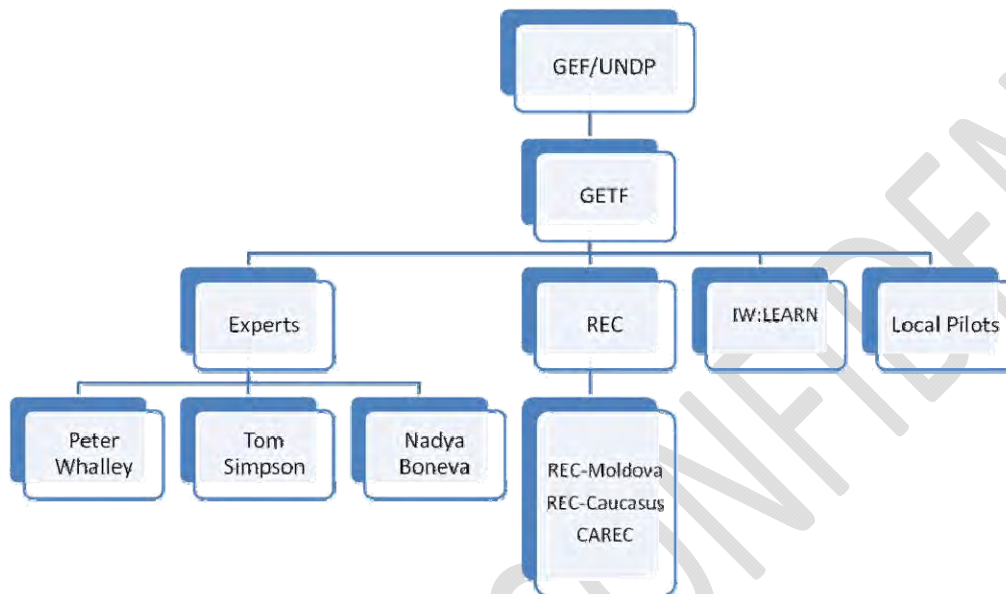 GEF/UNDP
GETF
Experts
REC
IW:LEARN
Local Pilots
Peter
Whalley
Tom
Simpson
Nadya
Boneva
REC-Moldova
REC-Caucasus
CAREC